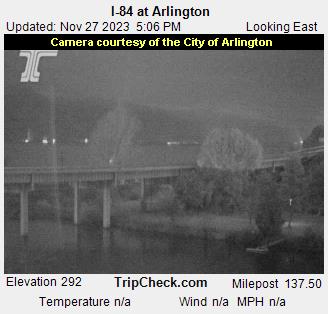 I-84 at Arlington
Updated: Nov 27 2023 5:06 PM Looking East
Camera courtesy of the City of Arlington
Elevation 292 TripCheck.com Milepost 137.50
Temperature n/a Wind n/a MPH n/a